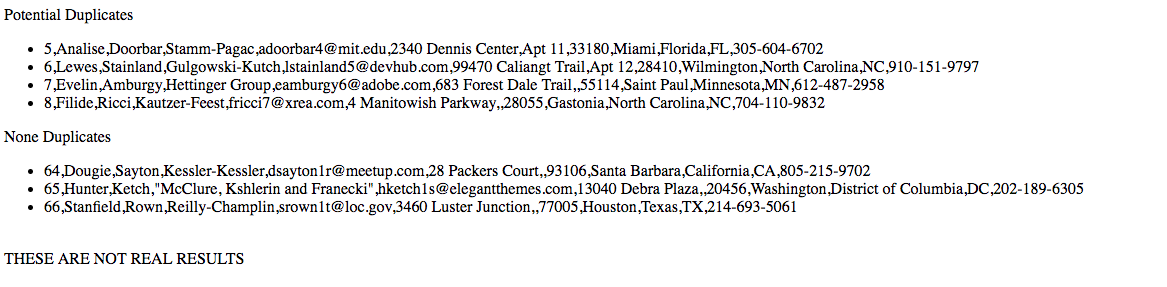 Potential Duplicates
5,Analise,Doorbar,Stamm-Pagac,adoorbar4@mit.edu,2340 Dennis Center,Apt 11,33180,Miami,Florida,FL,305-604-6702
6,Lewes,Stainland,Gulgowski-Kutch,lstainland5@devhub.com,99470 Caliangt Trail,Apt 12,28410,Wilmington,North Carolina,NC,910-151-9797
7,Evelin,Amburgy,Hettinger Group,eamburgy6@adobe.com,683 Forest Dale Trail,,55114,Saint Paul,Minnesota,MN,612-487-2958
8,Filide,Ricci,Kautzer-Feest,fricci7@xrea.com,4 Manitowish Parkway,,28055,Gastonia,North Carolina,NC,704-110-9832
None Duplicates
64,Dougie,Sayton,Kessler-Kessler,dsayton1r@meetup.com,28 Packers Court,,93106,Santa Barbara,California,CA,805-215-9702
65,Hunter,Ketch,"McClure, Kshlerin and Franecki",hketch1s@elegantthemes.com,13040 Debra Plaza,,20456,Washington,District of Columbia,DC,202-189-6305
66,Stanfield,Rown,Reilly-Champlin,srown1t@loc.gov,3460 Luster Junction,,77005,Houston,Texas,TX,214-693-5061
THESE ARE NOT REAL RESULTS